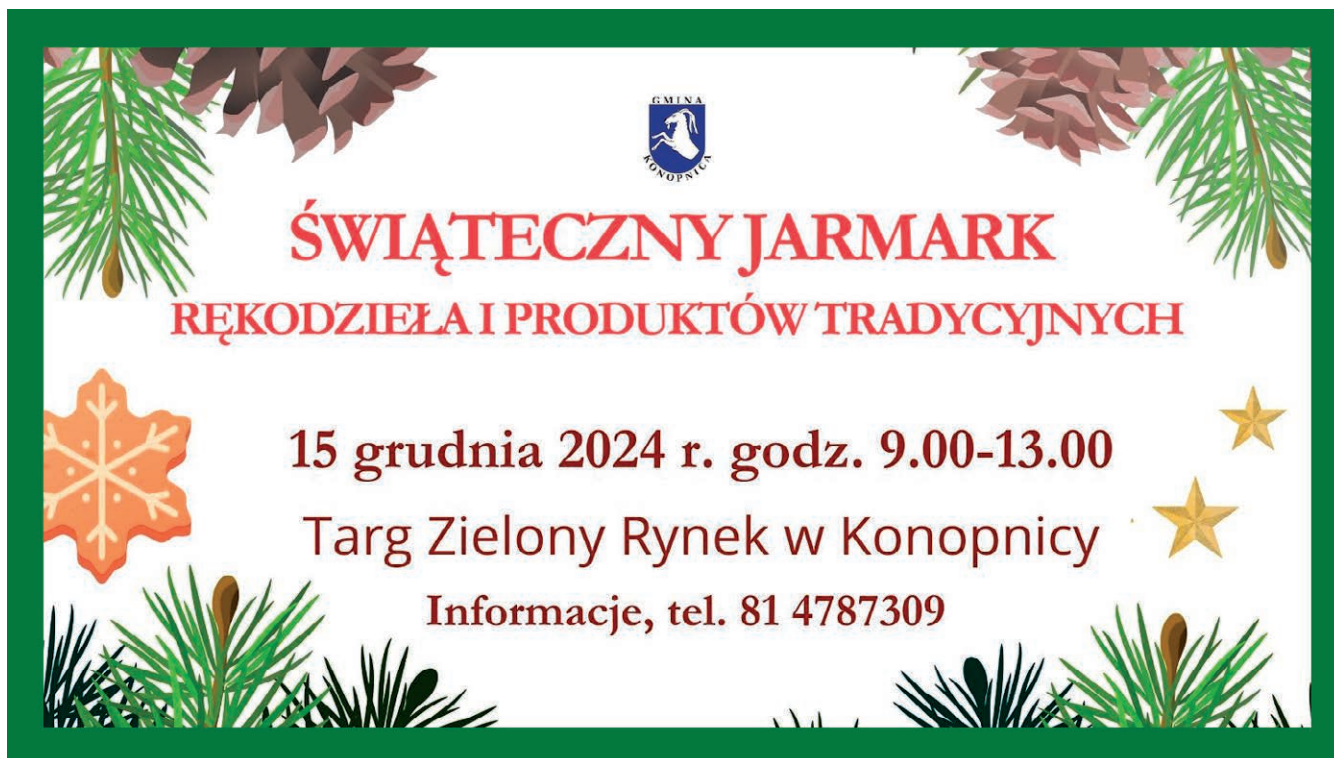 GMINA
KONOPNICA
ŚWIĄTECZNY JARMARK
RĘKODZIEŁA I PRODUKTÓW TRADYCYJNYCH
15 grudnia 2024 r. godz. 9.00-13.00
Targ Zielony Rynek w Konopnicy
Informacje, tel. 81 4787309